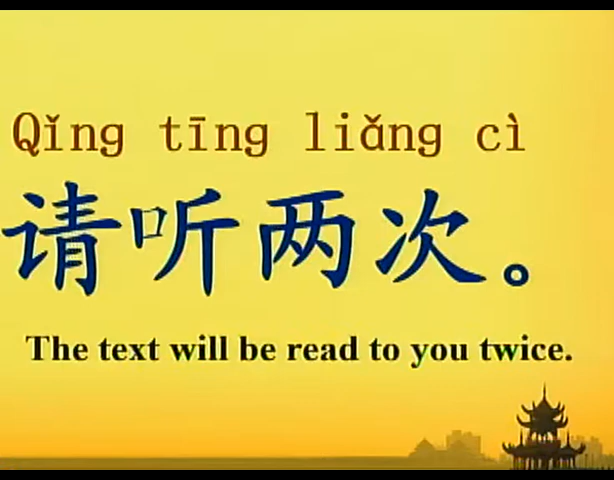 Qǐng tīng liǎng cì
请听两次。
The text will be read to you twice.